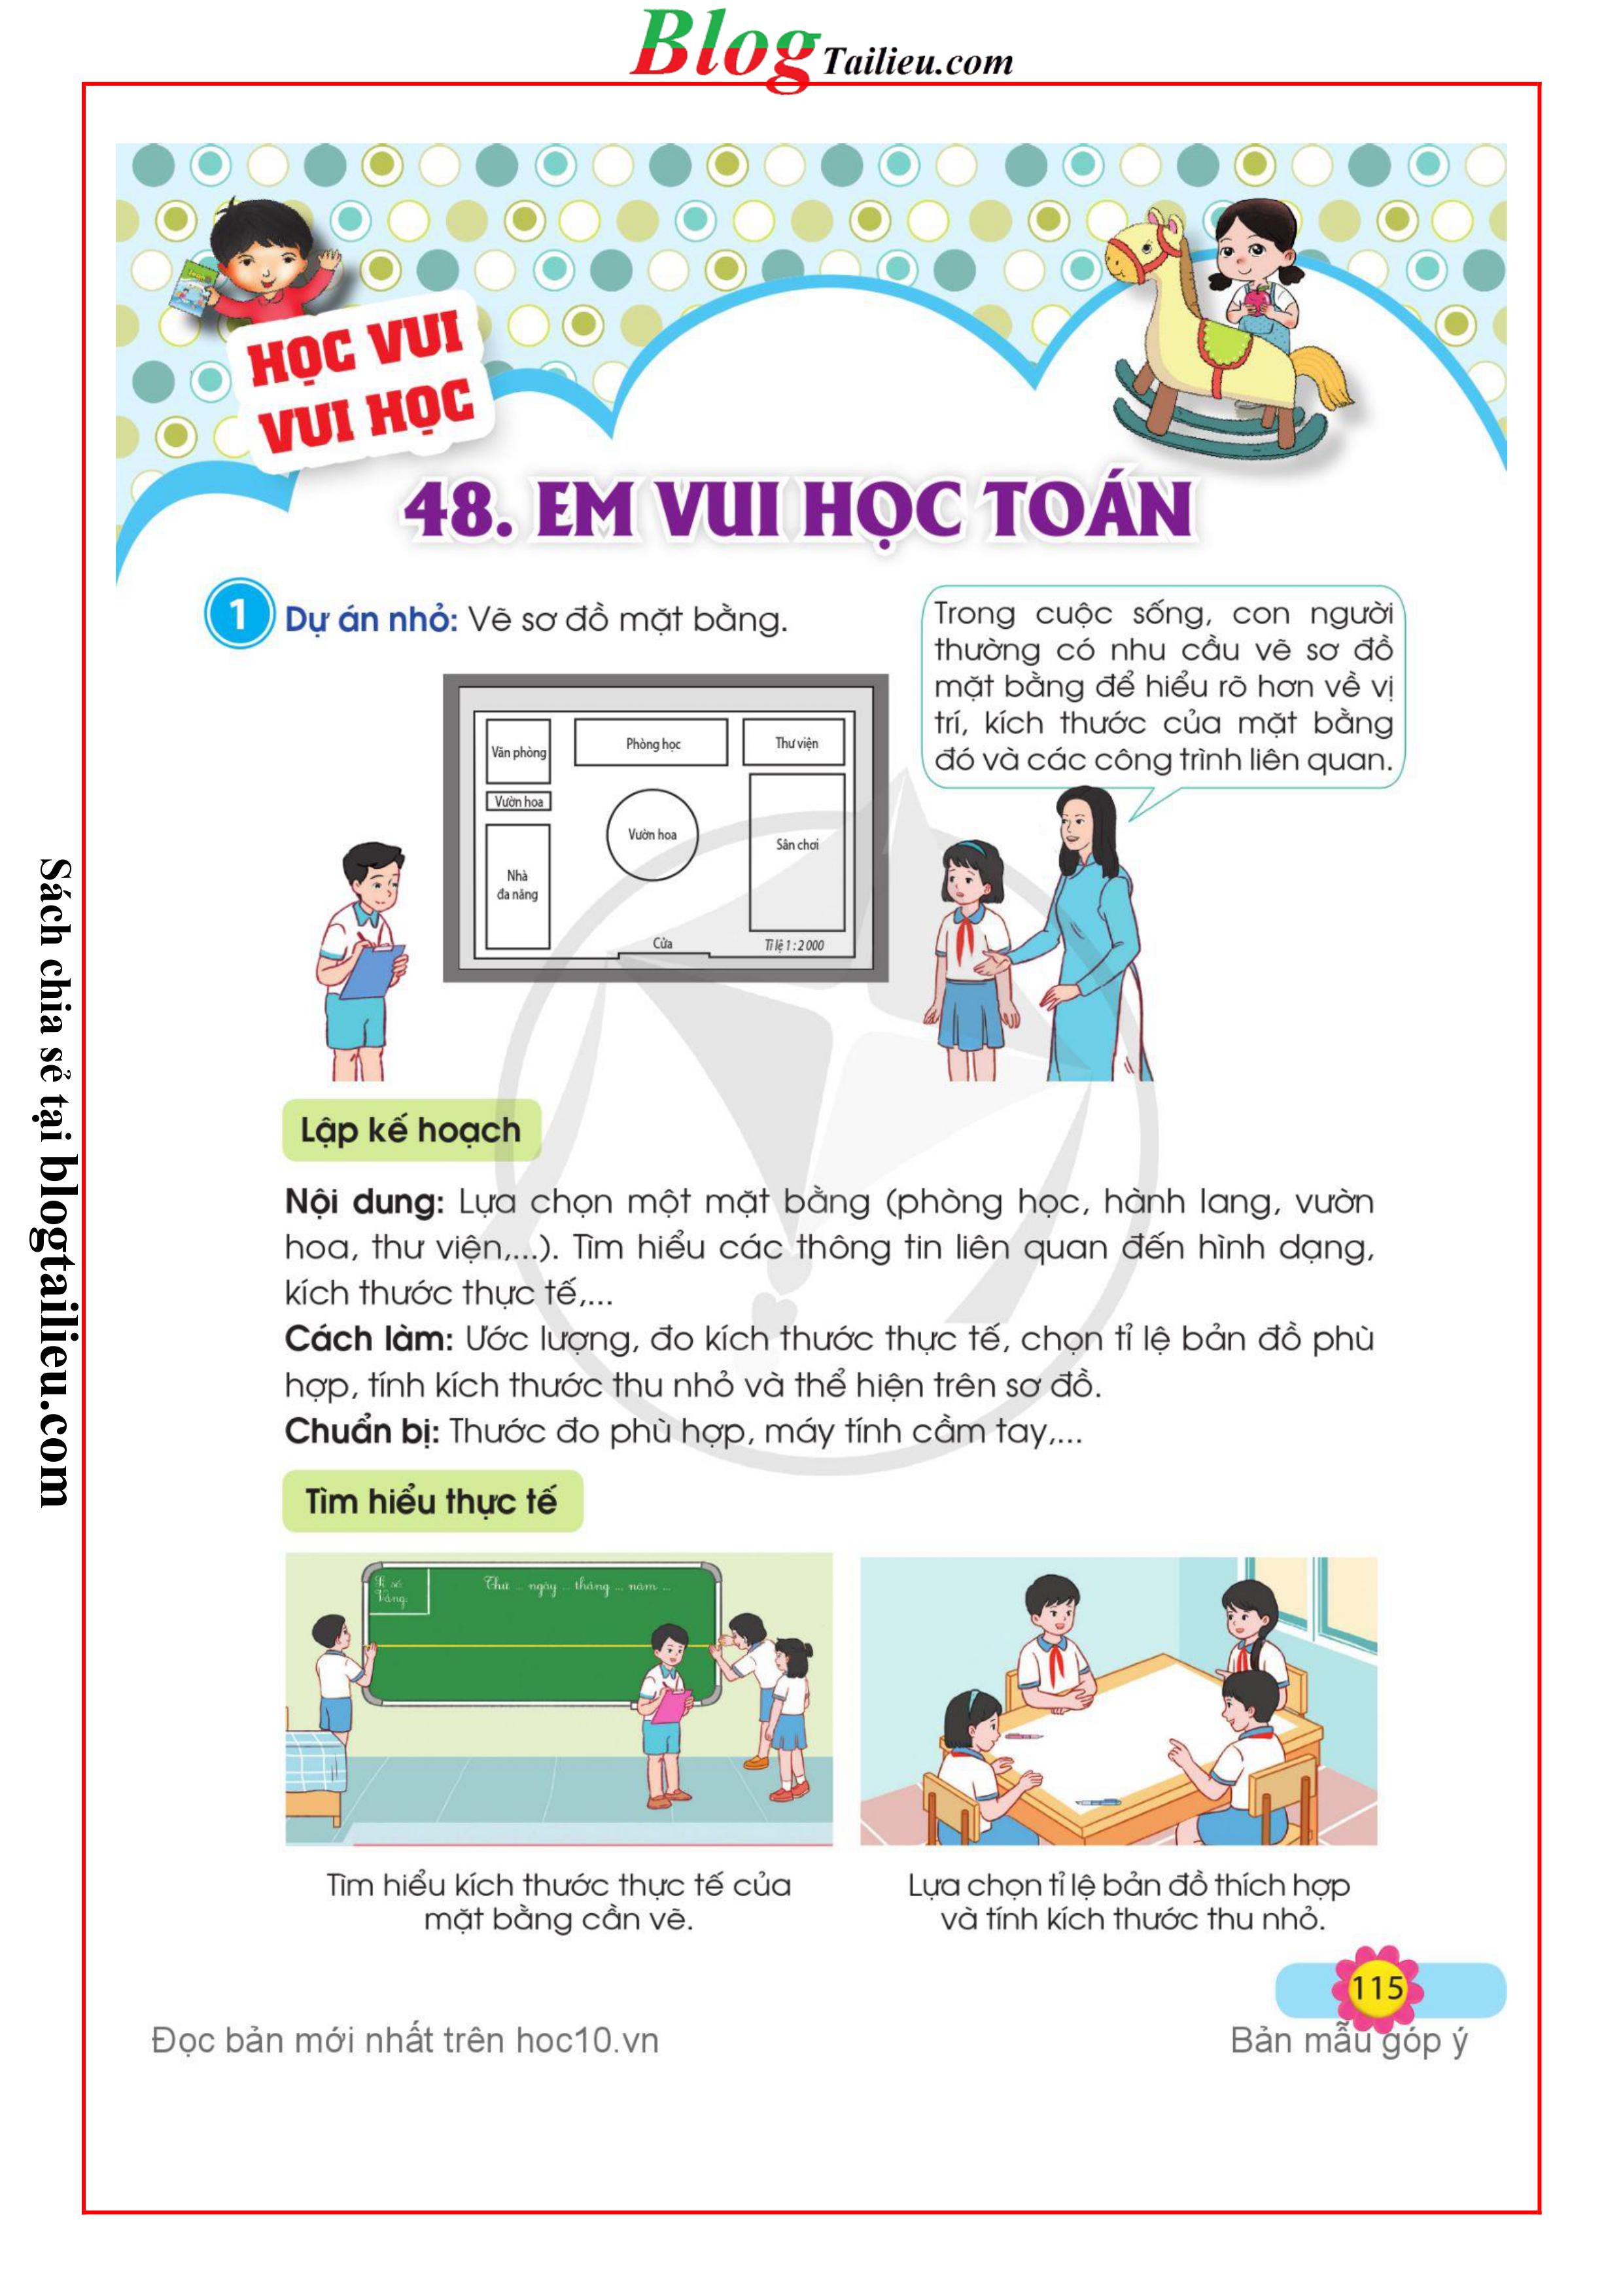 Blog Tailieu.com
HỌC VUI
VUI HỌC
48. EM VUI HỌC TOÁN
1 Dự án nhỏ: Vẽ sơ đồ mặt bằng.
Trong cuộc sống, con người
thường có nhu cầu vẽ sơ đồ
mặt bằng để hiểu rõ hơn về vị
trí, kích thước của mặt bằng
đó và các công trình liên quan.
Văn phòng
Phòng học
Thư viện
Vườn hoa
Vườn hoa
Sân chơi
Nhà
đa năng
Cửa
Tỉ lệ 1 : 2 000
Lập kế hoạch
Nội dung: Lựa chọn một mặt bằng (phòng học, hành lang, vườn
hoa, thư viện,...). Tìm hiểu các thông tin liên quan đến hình dạng,
kích thước thực tế,...
Cách làm: Ước lượng, đo kích thước thực tế, chọn tỉ lệ bản đồ phù
hợp, tính kích thước thu nhỏ và thể hiện trên sơ đồ.
Chuẩn bị: Thước đo phù hợp, máy tính cầm tay,...
Tìm hiểu thực tế
Sĩ số:
Vắng:
Thứ ... ngày ... tháng ... năm ...
Tìm hiểu kích thước thực tế của
mặt bằng cần vẽ.
Lựa chọn tỉ lệ bản đồ thích hợp
và tính kích thước thu nhỏ.
115
Đọc bản mới nhất trên hoc10.vn
Bản mẫu góp ý
Sách chia sẻ tại blogtailieu.com